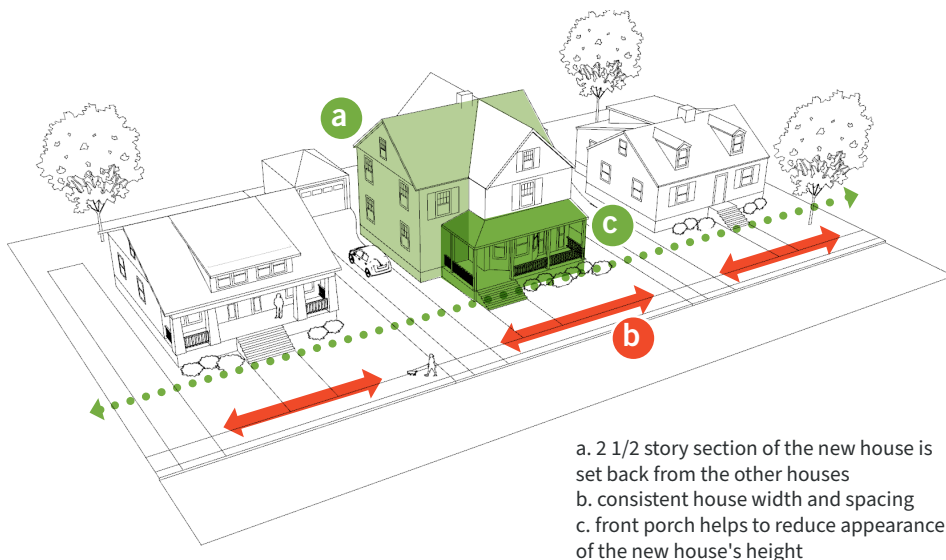 a
c
b
a. 2 1/2 story section of the new house is
set back from the other houses
b. consistent house width and spacing
c. front porch helps to reduce appearance
of the new house's height